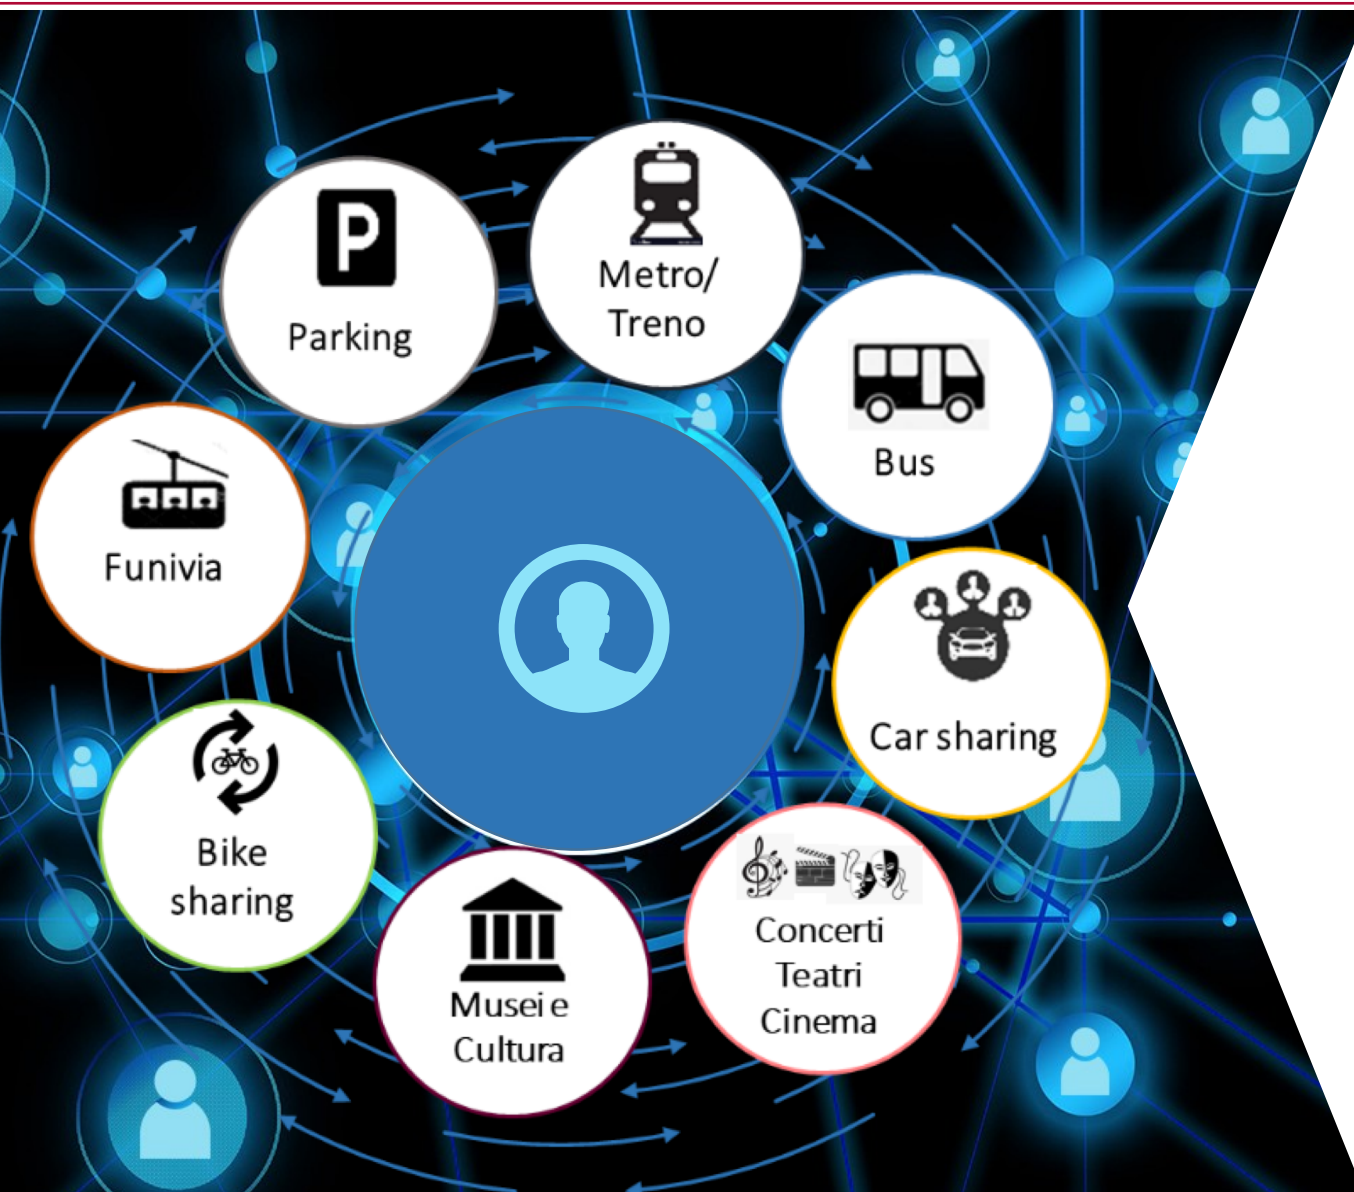 P
Parking
Metro/
Treno
Bus
Car sharing
Concerti
Teatri
Cinema
Musei e
Cultura
Bike
sharing
Funivia